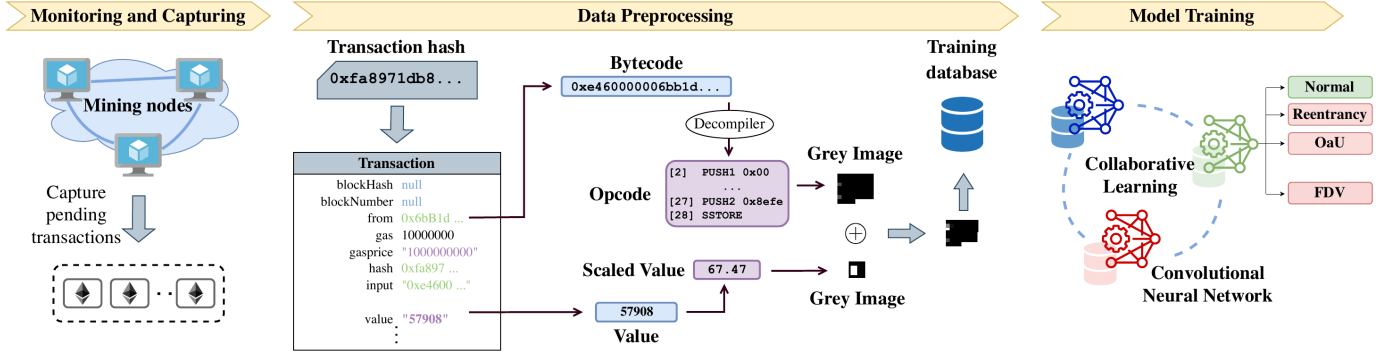 Monitoring and Capturing
Mining nodes
Capture
pending
transactions
Data Preprocessing
Transaction hash
0xfa8971db8...
Transaction
blockHash null
blockNumber null
from 0x6bB1d ...
gas 10000000
gasprice "1000000000"
hash 0xfa897 ...
input "0xe4600 ..."
value "57908"
Bytecode
0xe460000006bb1d...
Decompiler
Opcode
[2] PUSH1 0x00
...
[27] PUSH2 0x8efe
[28] SSTORE
Grey Image
Scaled Value
67.47
Grey Image
57908
Value
Training
database
Model Training
Collaborative
Learning
Convolutional
Neural Network
Normal
Reentrancy
OaU
FDV